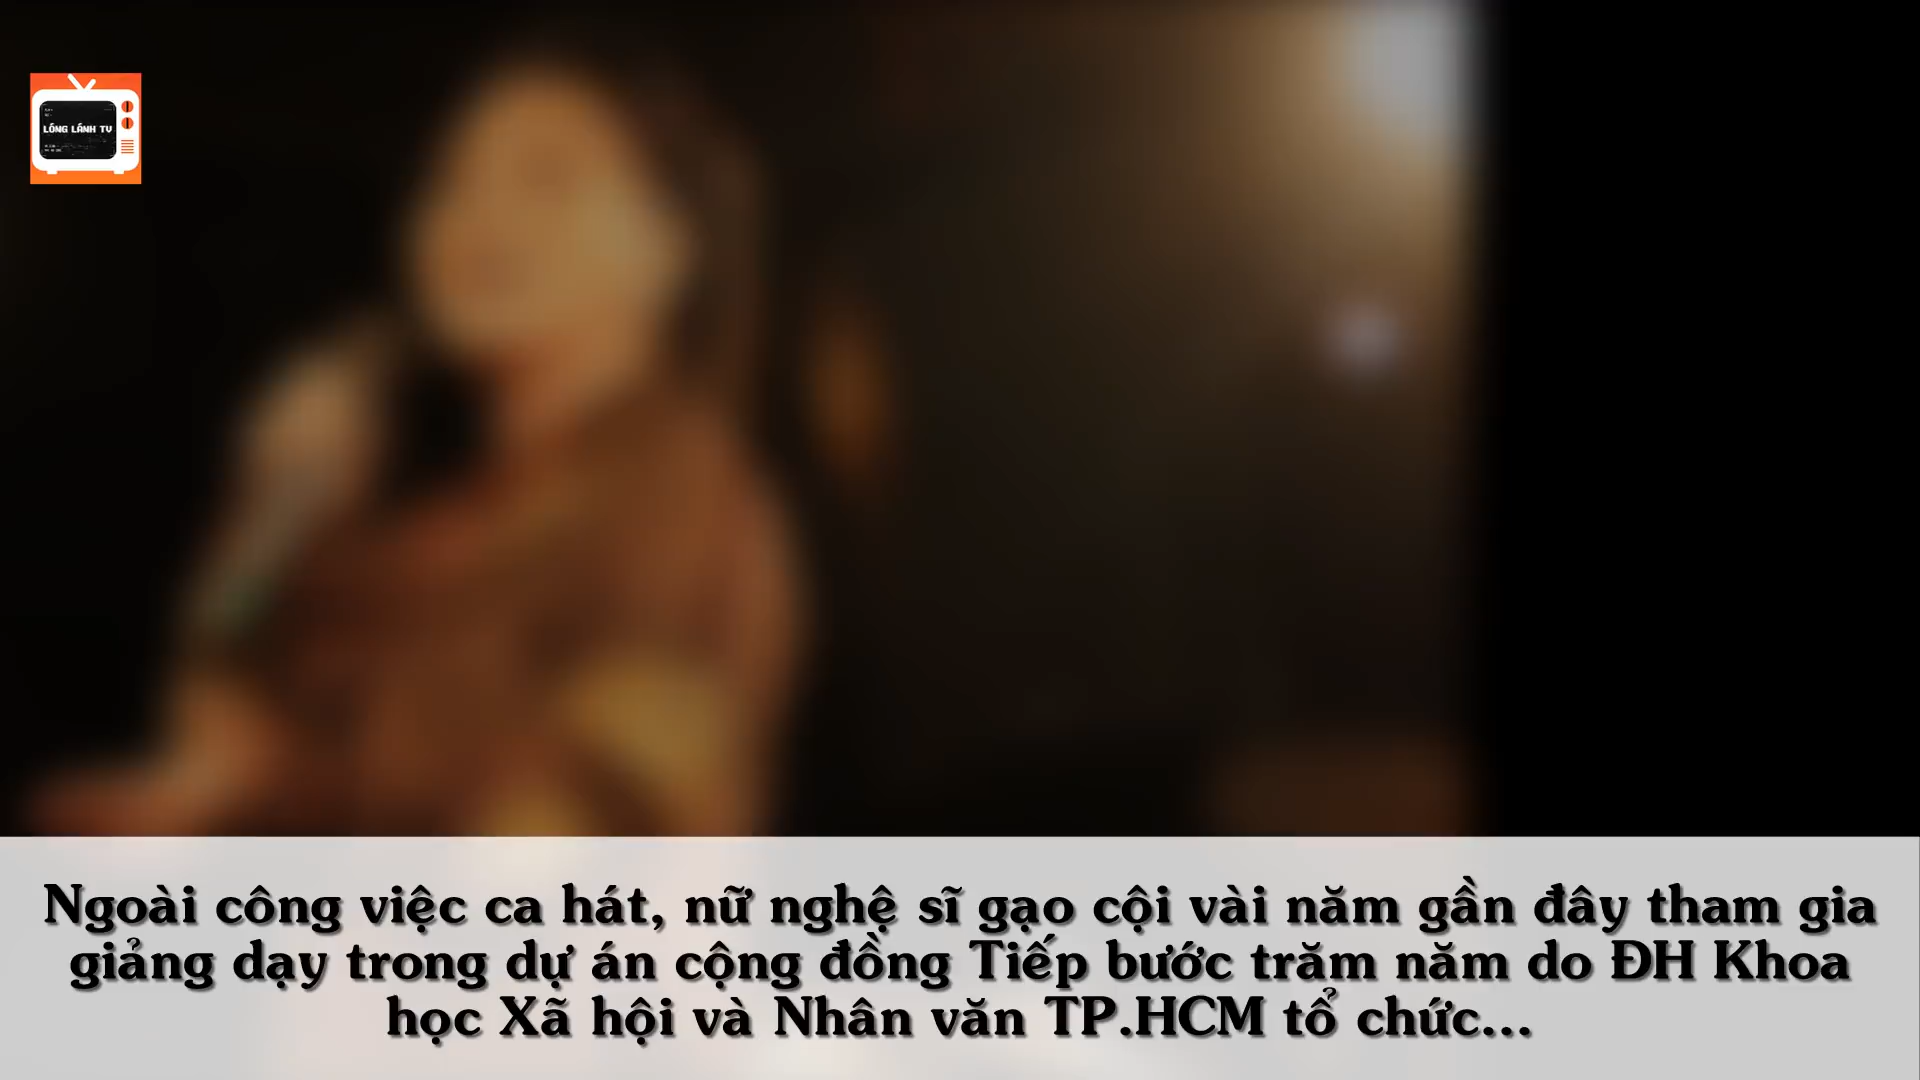 LÓNG LÁNH TV
Ngoài công việc ca hát, nữ nghệ sĩ gạo cội vài năm gần đây tham gia
giảng dạy trong dự án cộng đồng Tiếp bước trăm năm do ĐH Khoa
học Xã hội và Nhân văn TP.HCM tổ chức...